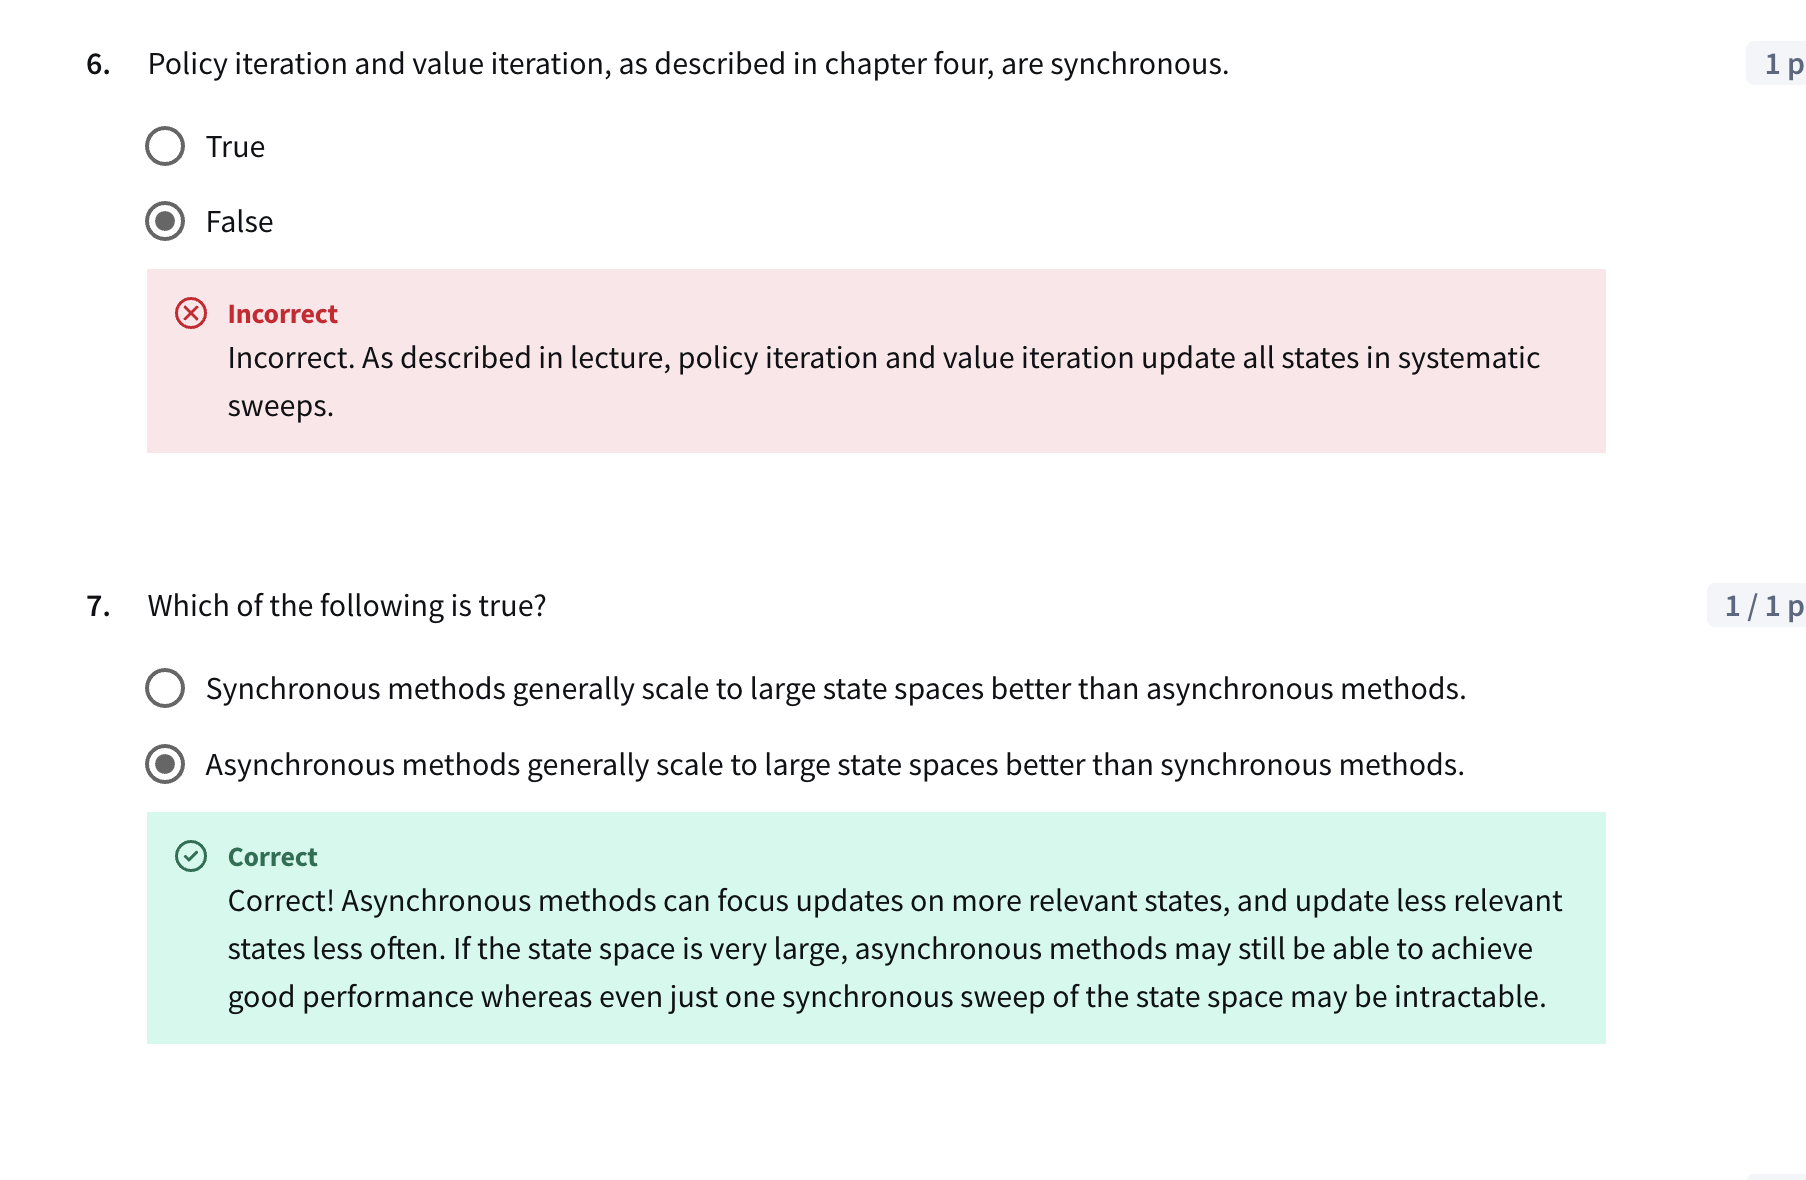 6. Policy iteration and value iteration, as described in chapter four, are synchronous. 1 p
True
False
Incorrect
Incorrect. As described in lecture, policy iteration and value iteration update all states in systematic
sweeps.
7. Which of the following is true? 1 / 1 p
Synchronous methods generally scale to large state spaces better than asynchronous methods.
Asynchronous methods generally scale to large state spaces better than synchronous methods.
Correct
Correct! Asynchronous methods can focus updates on more relevant states, and update less relevant
states less often. If the state space is very large, asynchronous methods may still be able to achieve
good performance whereas even just one synchronous sweep of the state space may be intractable.